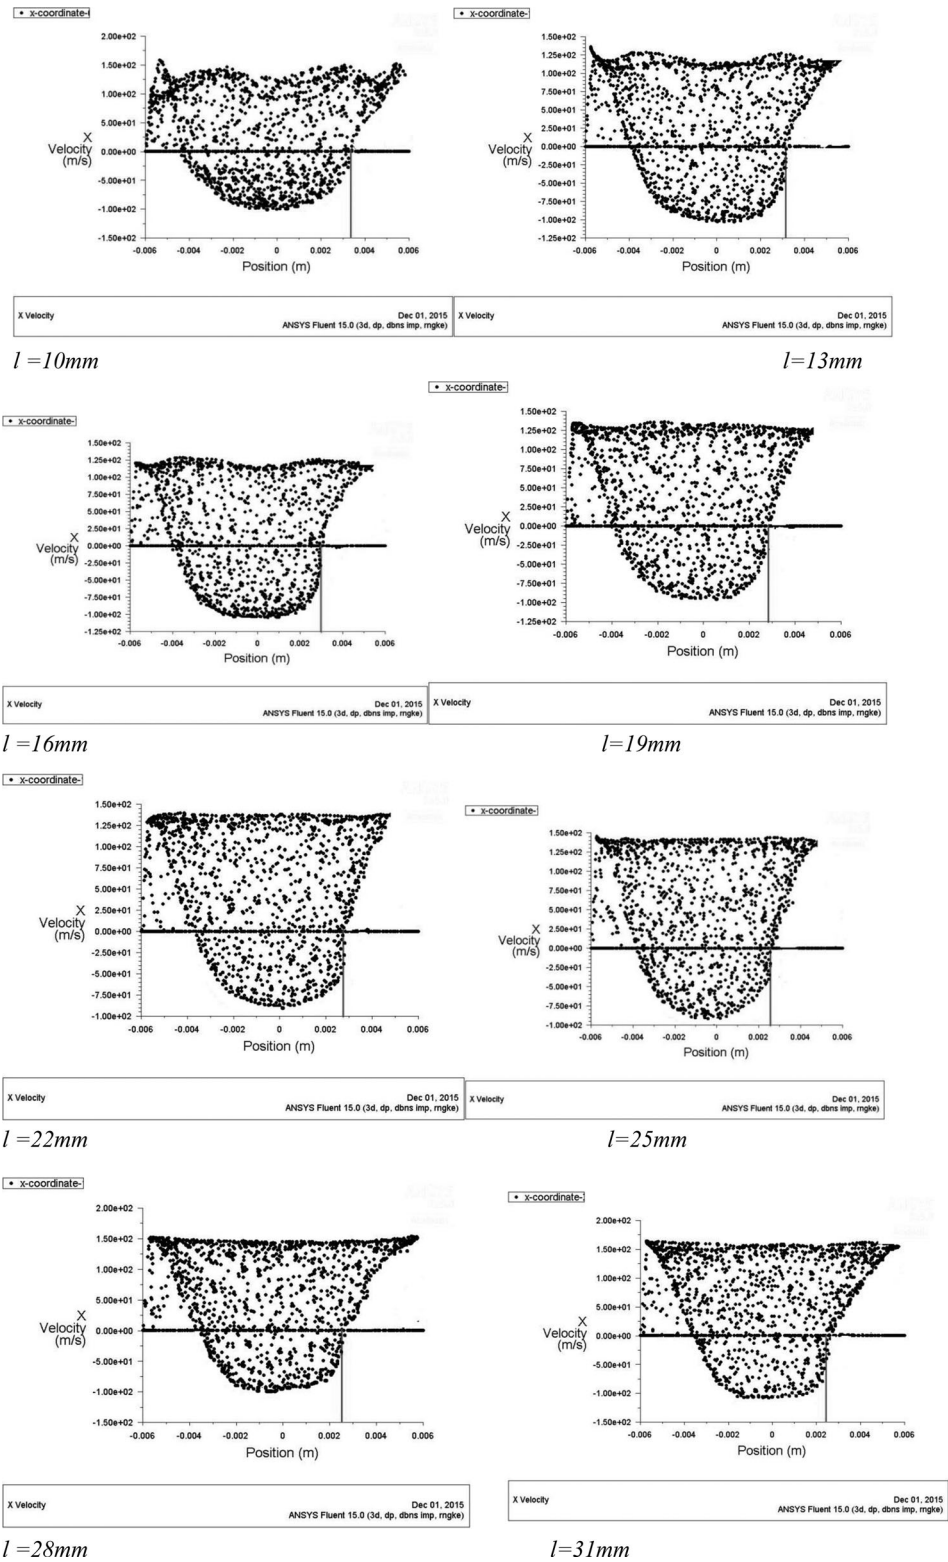 x-coordinate-
2.00e+02
1.50e+02
1.00e+02
5.00e+01
0.00e+00
-5.00e+01
-1.00e+02
-1.50e+02
X
Velocity
(m/s)
-0.006 -0.004 -0.002 0 0.002 0.004 0.006
Position (m)
X Velocity
Dec 01, 2015
ANSYS Fluent 15.0 (3d, dp, dbns imp, rngke)
l =10mm
x-coordinate-
1.50e+02
1.25e+02
1.00e+02
7.50e+01
5.00e+01
2.50e+01
0.00e+00
-2.50e+01
-5.00e+01
-7.50e+01
-1.00e+02
-1.25e+02
X
Velocity
(m/s)
-0.006 -0.004 -0.002 0 0.002 0.004 0.006
Position (m)
X Velocity
Dec 01, 2015
ANSYS Fluent 15.0 (3d, dp, dbns imp, rngke)
l=13mm
x-coordinate-
1.50e+02
1.25e+02
1.00e+02
7.50e+01
5.00e+01
2.50e+01
0.00e+00
-2.50e+01
-5.00e+01
-7.50e+01
-1.00e+02
-1.25e+02
X
Velocity
(m/s)
-0.006 -0.004 -0.002 0 0.002 0.004 0.006
Position (m)
X Velocity
Dec 01, 2015
ANSYS Fluent 15.0 (3d, dp, dbns imp, rngke)
l =16mm
x-coordinate-
1.50e+02
1.25e+02
1.00e+02
7.50e+01
5.00e+01
2.50e+01
0.00e+00
-2.50e+01
-5.00e+01
-7.50e+01
-1.00e+02
-1.25e+02
X
Velocity
(m/s)
-0.006 -0.004 -0.002 0 0.002 0.004 0.006
Position (m)
X Velocity
Dec 01, 2015
ANSYS Fluent 15.0 (3d, dp, dbns imp, rngke)
l=19mm
x-coordinate-
1.50e+02
1.25e+02
1.00e+02
7.50e+01
5.00e+01
2.50e+01
0.00e+00
-2.50e+01
-5.00e+01
-7.50e+01
-1.00e+02
X
Velocity
(m/s)
-0.006 -0.004 -0.002 0 0.002 0.004 0.006
Position (m)
X Velocity
Dec 01, 2015
ANSYS Fluent 15.0 (3d, dp, dbns imp, rngke)
l =22mm
x-coordinate-
1.50e+02
1.25e+02
1.00e+02
7.50e+01
5.00e+01
2.50e+01
0.00e+00
-2.50e+01
-5.00e+01
-7.50e+01
-1.00e+02
X
Velocity
(m/s)
-0.006 -0.004 -0.002 0 0.002 0.004 0.006
Position (m)
X Velocity
Dec 01, 2015
ANSYS Fluent 15.0 (3d, dp, dbns imp, rngke)
l=25mm
x-coordinate-
2.00e+02
1.50e+02
1.00e+02
5.00e+01
0.00e+00
-5.00e+01
-1.00e+02
-1.50e+02
X
Velocity
(m/s)
-0.006 -0.004 -0.002 0 0.002 0.004 0.006
Position (m)
X Velocity
Dec 01, 2015
ANSYS Fluent 15.0 (3d, dp, dbns imp, rngke)
l =28mm
x-coordinate-
2.00e+02
1.50e+02
1.00e+02
5.00e+01
0.00e+00
-5.00e+01
-1.00e+02
-1.50e+02
X
Velocity
(m/s)
-0.006 -0.004 -0.002 0 0.002 0.004 0.006
Position (m)
X Velocity
Dec 01, 2015
ANSYS Fluent 15.0 (3d, dp, dbns imp, rngke)
l=31mm